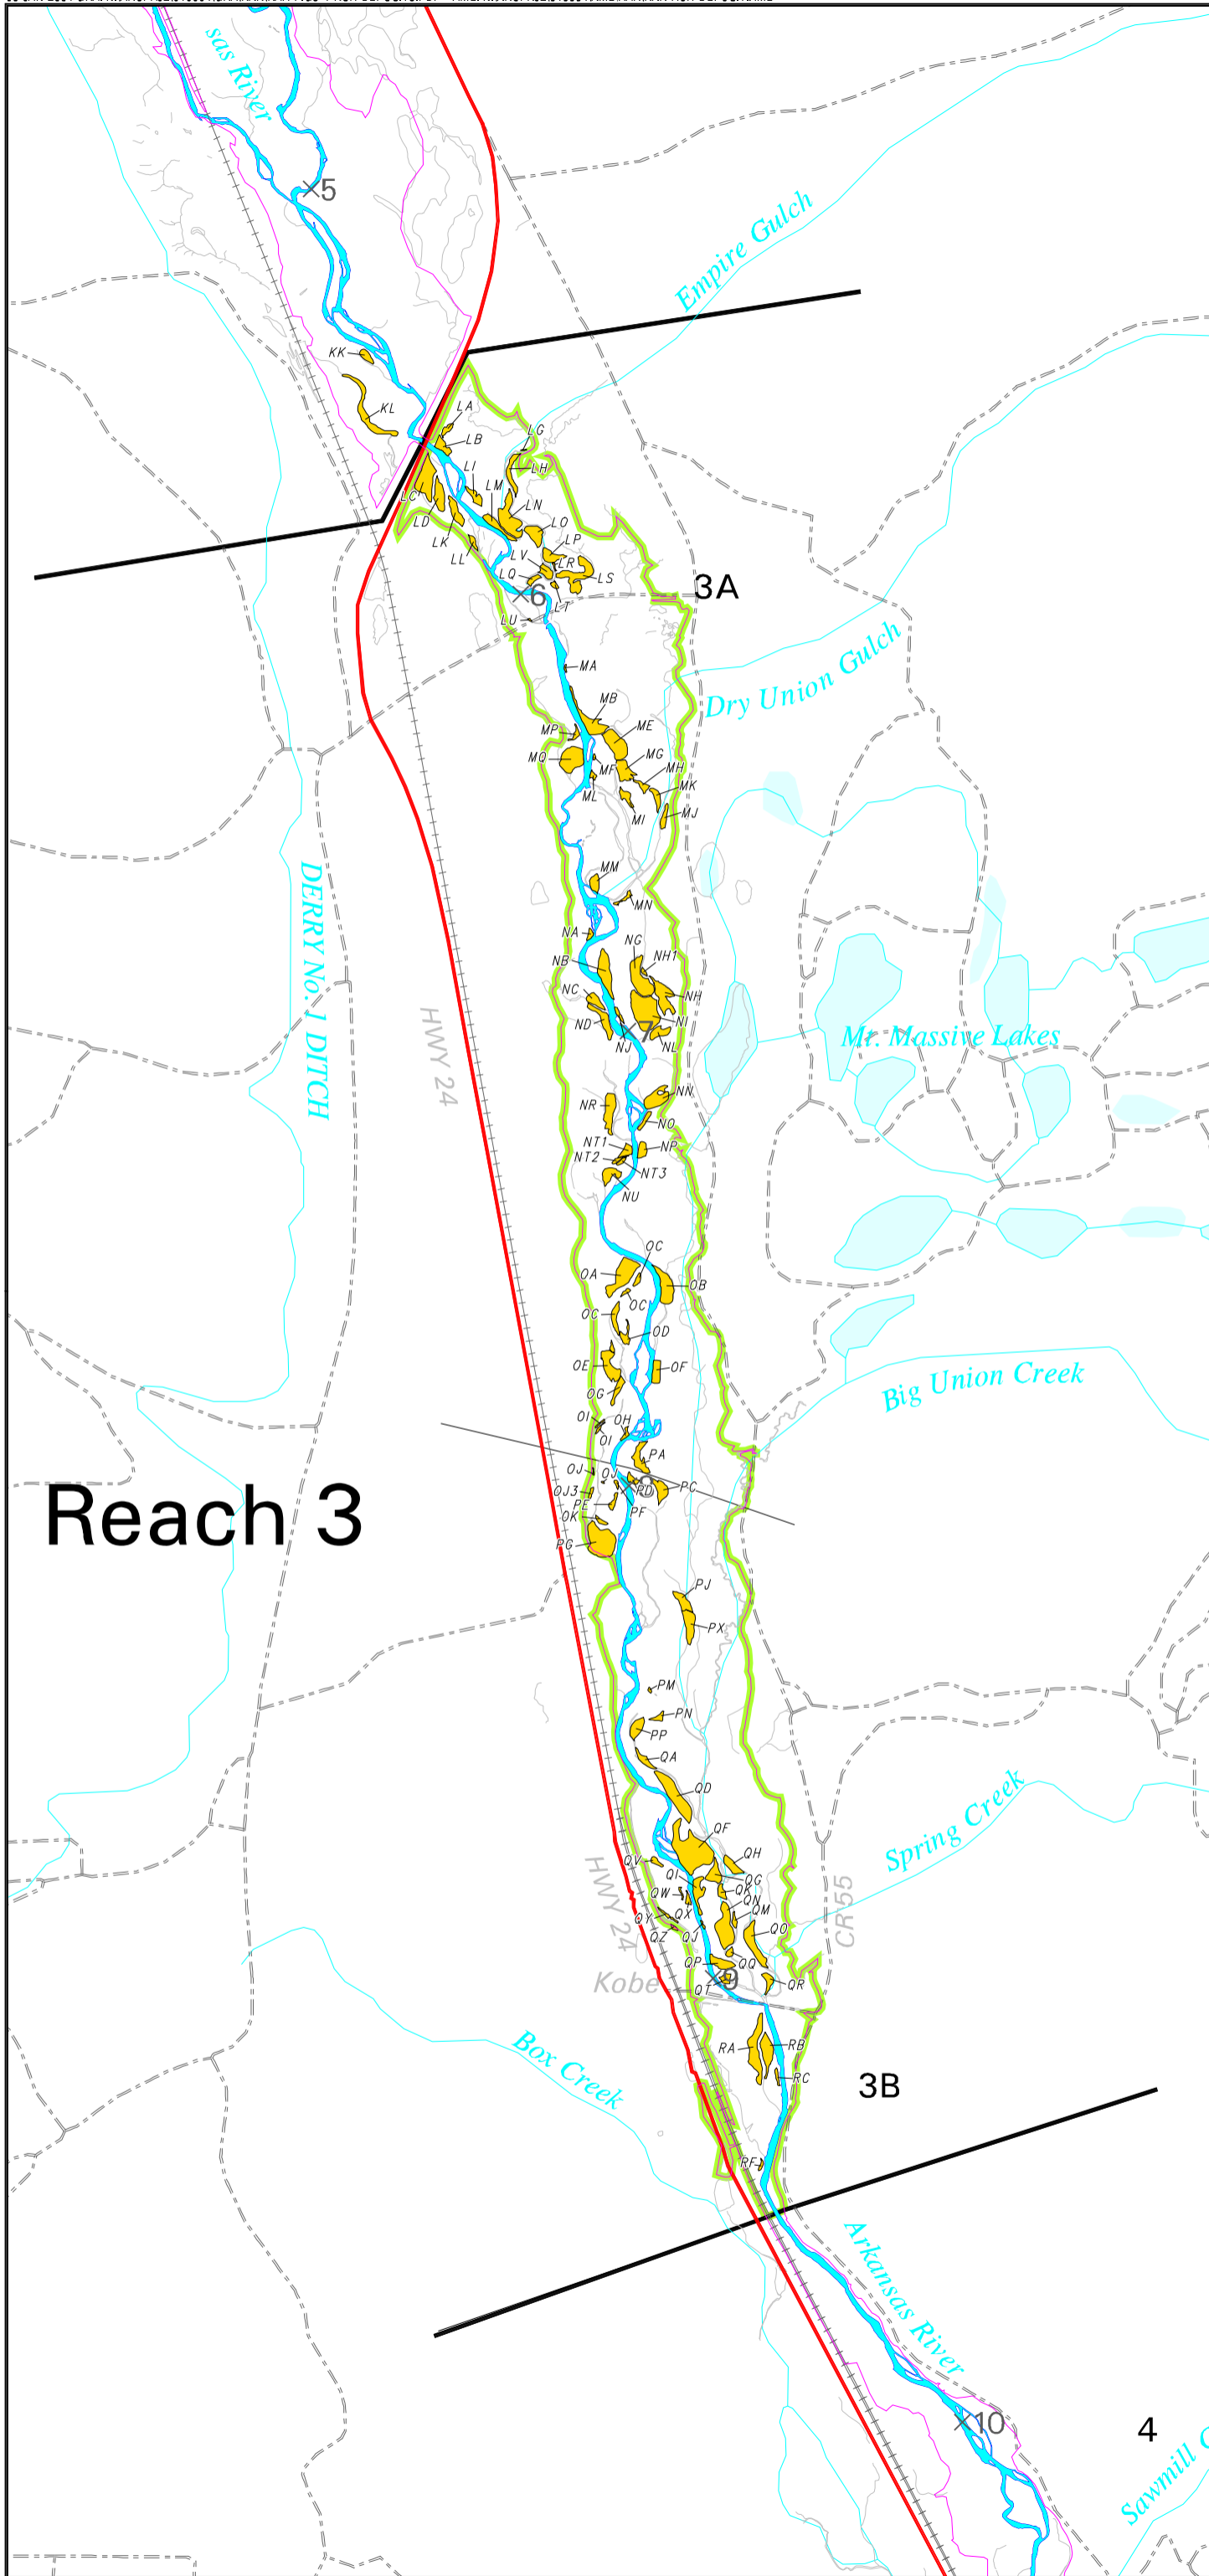 sas River
5
Empire Gulch
KK
KL
LA
LB
LG
LH
LI
LM
LC
LN
LD
LO
LK
LP
LL
LV
LR
LQ
LS
6
3A
LT
LU
Dry Union Gulch
MA
MB
MP
ME
MQ
MG
MF
MH
MK
ML
MI
MJ
MM
MN
DERRY No. 1 DITCH
NA
NG
NB
NH1
NC
NH
ND
NI
7
NJ
NL
Mt. Massive Lakes
HWY 24
NN
NR
NO
NT1
NP
NT2
NT3
NU
OC
OA
OB
OC
OC
OD
OE
OF
OG
Big Union Creek
OI
OH
OI
PA
OJ
OJ
OJ3
PD
PC
PE
PF
OK
Reach 3
PG
PJ
PX
PM
PN
PP
QA
QD
Spring Creek
QF
QV
QH
QI
QG
QW
QK
QN
QX
QM
QY
QJ
QO
QZ
HWY 24
CR 55
QP
QQ
9
QT
QR
Kobe
RA
RB
RC
Box Creek
3B
RF
Arkansas River
10
4
Sawmill C